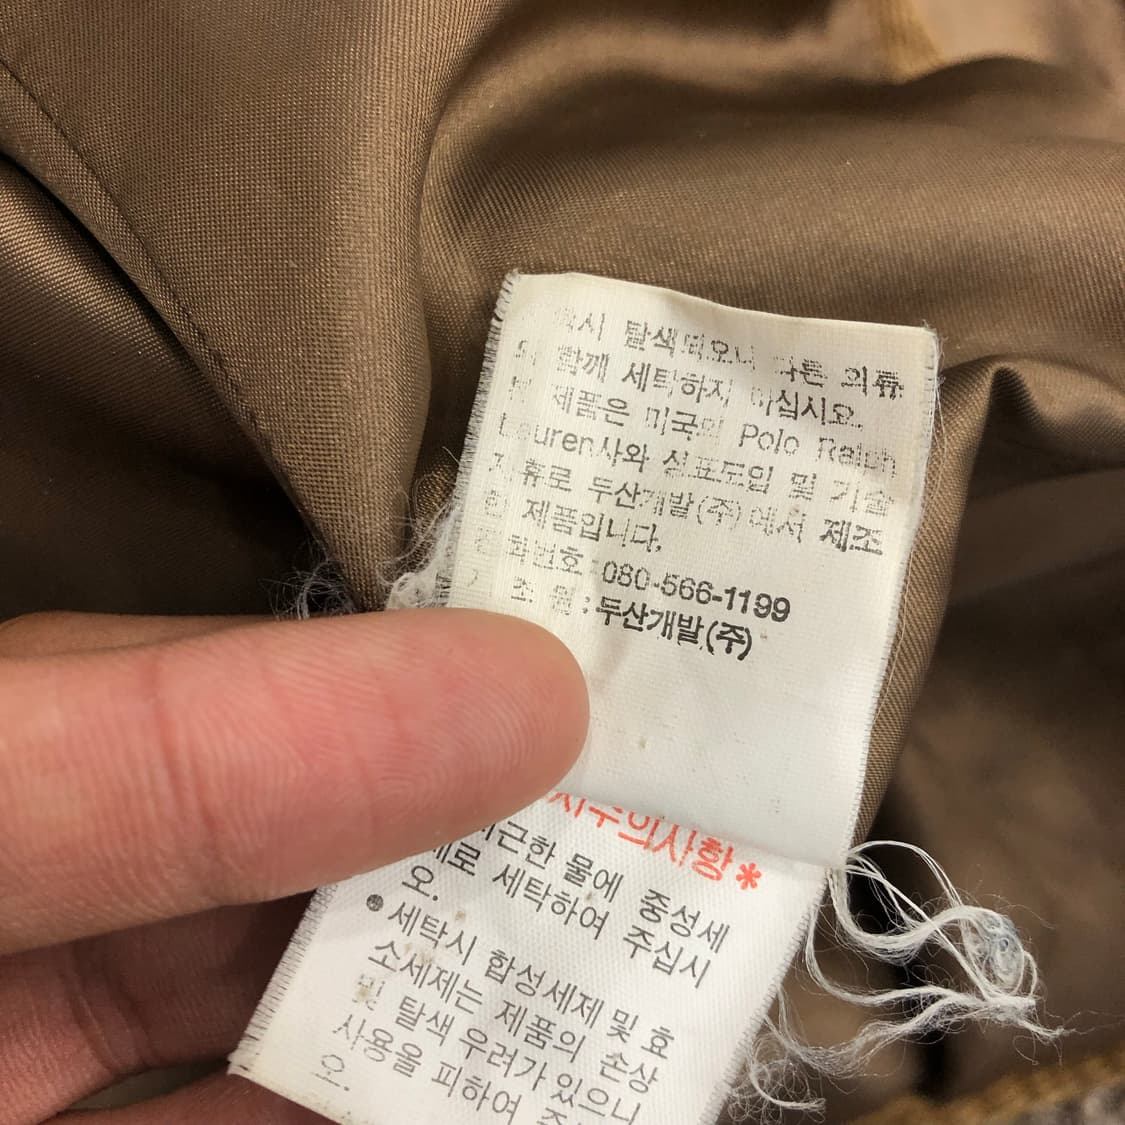 탈색되오니 다른 의류
함께 세탁하지 마십시오.
제품은 미국의 Polo Ralph
Lauren사와 상표도입 및 기술
제휴로 두산개발(주)에서 제조
한 제품입니다.
전화번호:080-566-1199
제조원:두산개발(주)
주의사항*
미근한 물에 중성세
제로 세탁하여 주십시
오.
●세탁시 합성세제 및 효
소세제는 제품의 손상
및 탈색 우려가 있으니
사용을 피하여
오.